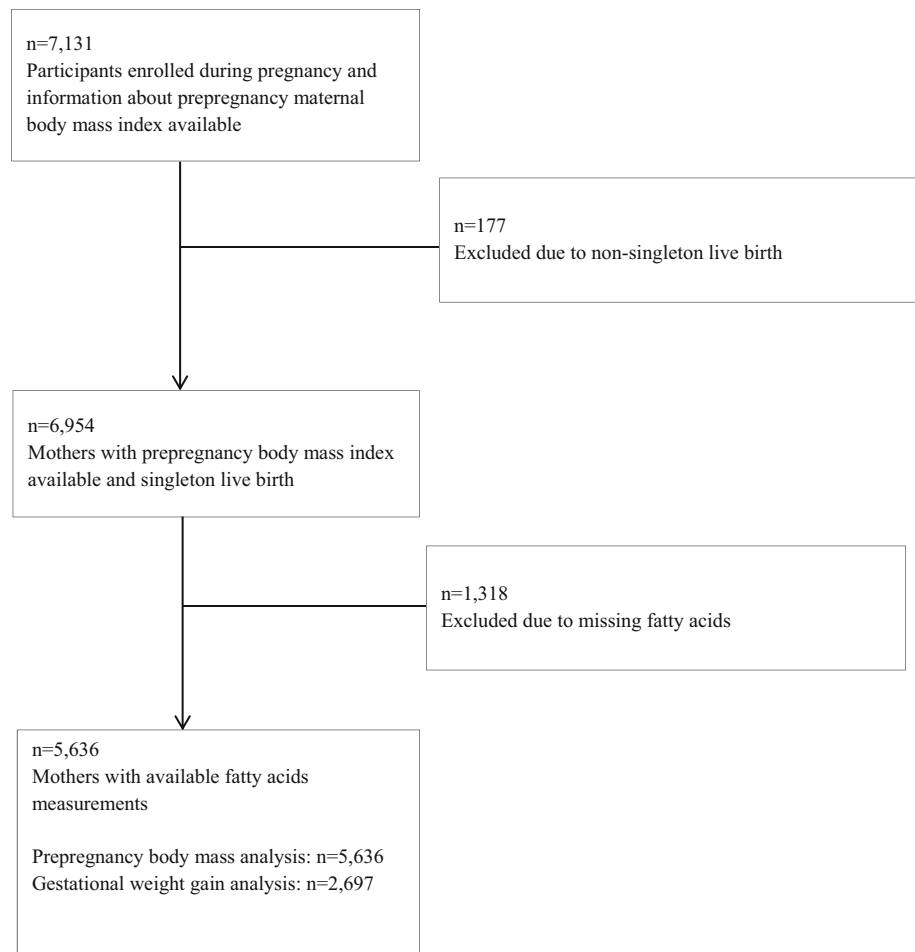 n=7,131
Participants enrolled during pregnancy and
information about prepregnancy maternal
body mass index available
n=177
Excluded due to non-singleton live birth
n=6,954
Mothers with prepregnancy body mass index
available and singleton live birth
n=1,318
Excluded due to missing fatty acids
n=5,636
Mothers with available fatty acids
measurements
Prepregnancy body mass analysis: n=5,636
Gestational weight gain analysis: n=2,697